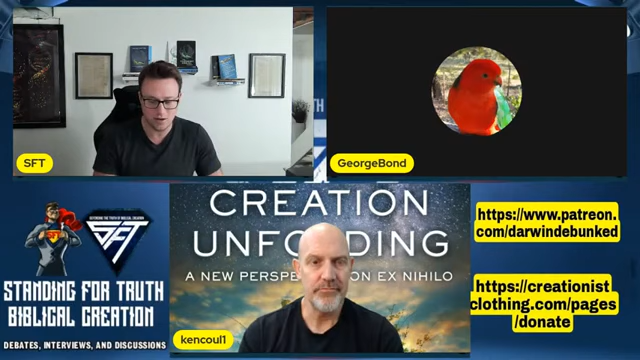 SFT
GeorgeBond
CREATION
UNFOLDING
A NEW PERSPE ON EX NIHILO
kencoul1
SFT
STANDING FOR TRUTH
BIBLICAL CREATION
DEBATES, INTERVIEWS, AND DISCUSSIONS
https://www.patreon.
com/darwindebunked
https://creationist
clothing.com/pages
/donate